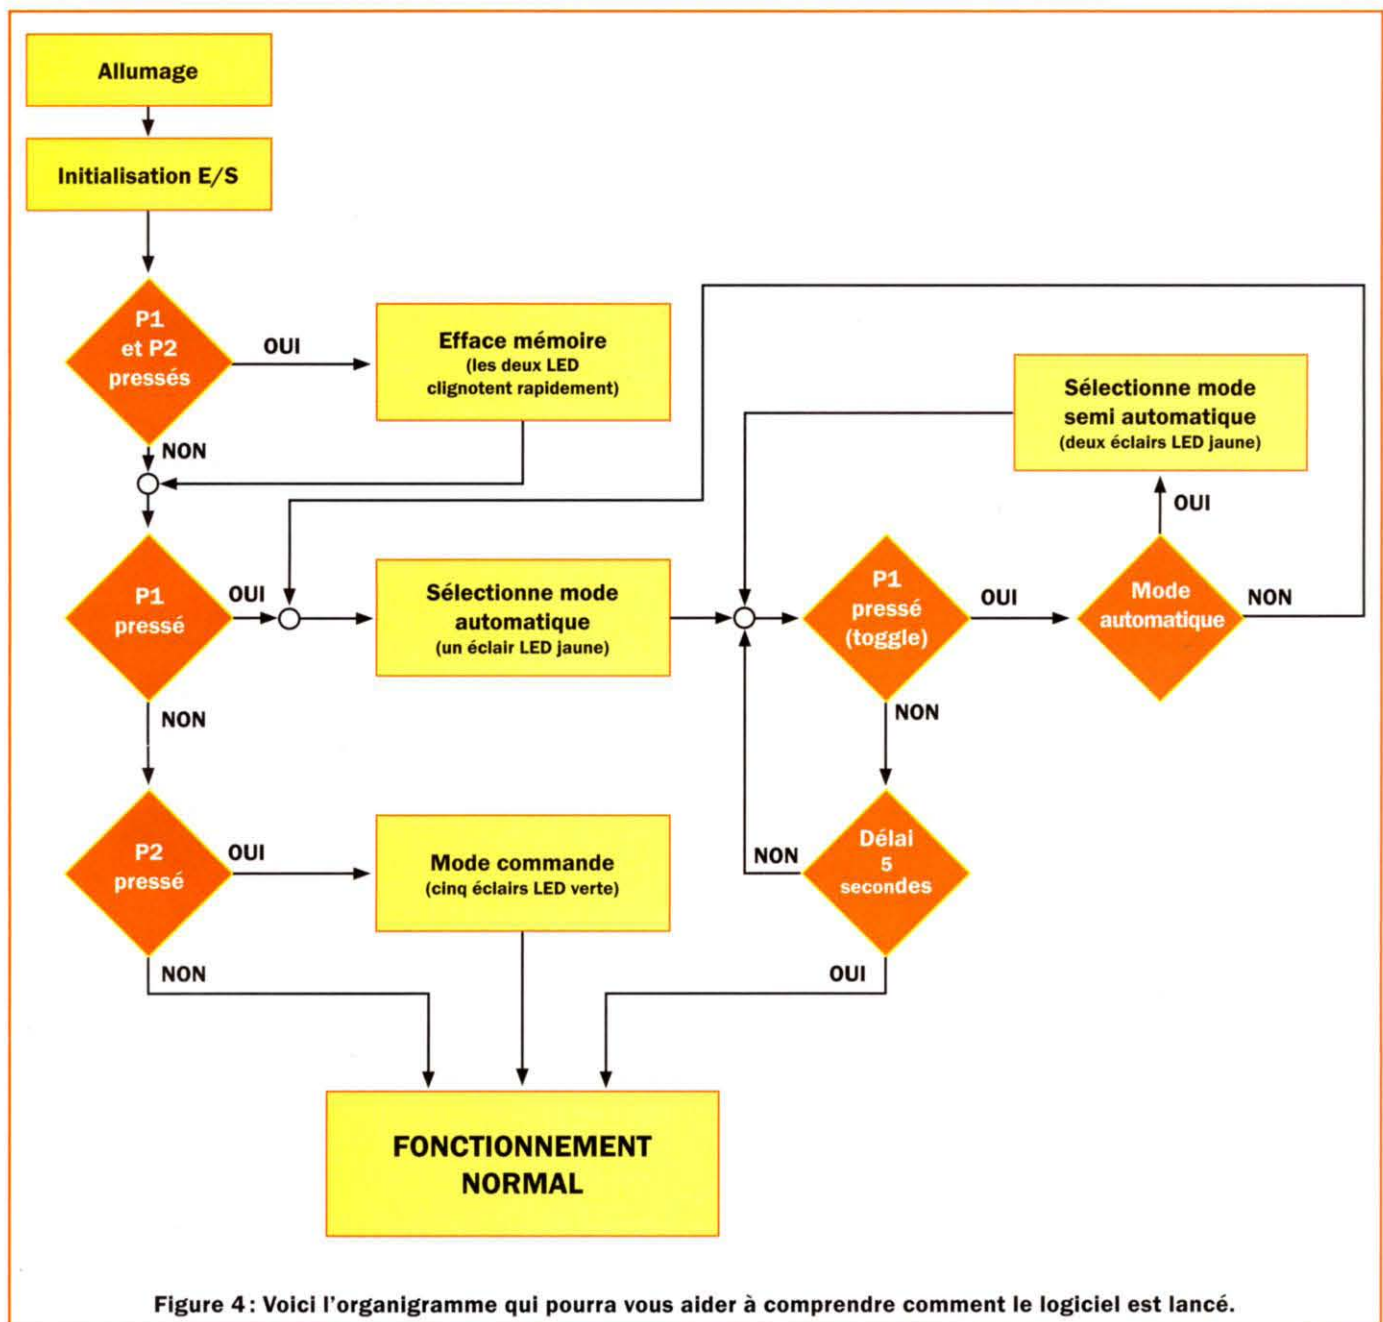 Allumage
Initialisation E/S
P1
et P2
pressés
OUI
Efface mémoire
(les deux LED
clignotent rapidement)
NON
Sélectionne mode
semi automatique
(deux éclairs LED jaune)
OUI
P1
pressé
OUI
Sélectionne mode
automatique
(un éclair LED jaune)
P1
pressé
(toggle)
OUI
Mode
automatique
NON
NON
NON
P2
pressé
OUI
Mode commande
(cinq éclairs LED verte)
NON
Délai
5
secondes
NON
OUI
FONCTIONNEMENT
NORMAL
Figure 4 : Voici l'organigramme qui pourra vous aider à comprendre comment le logiciel est lancé.